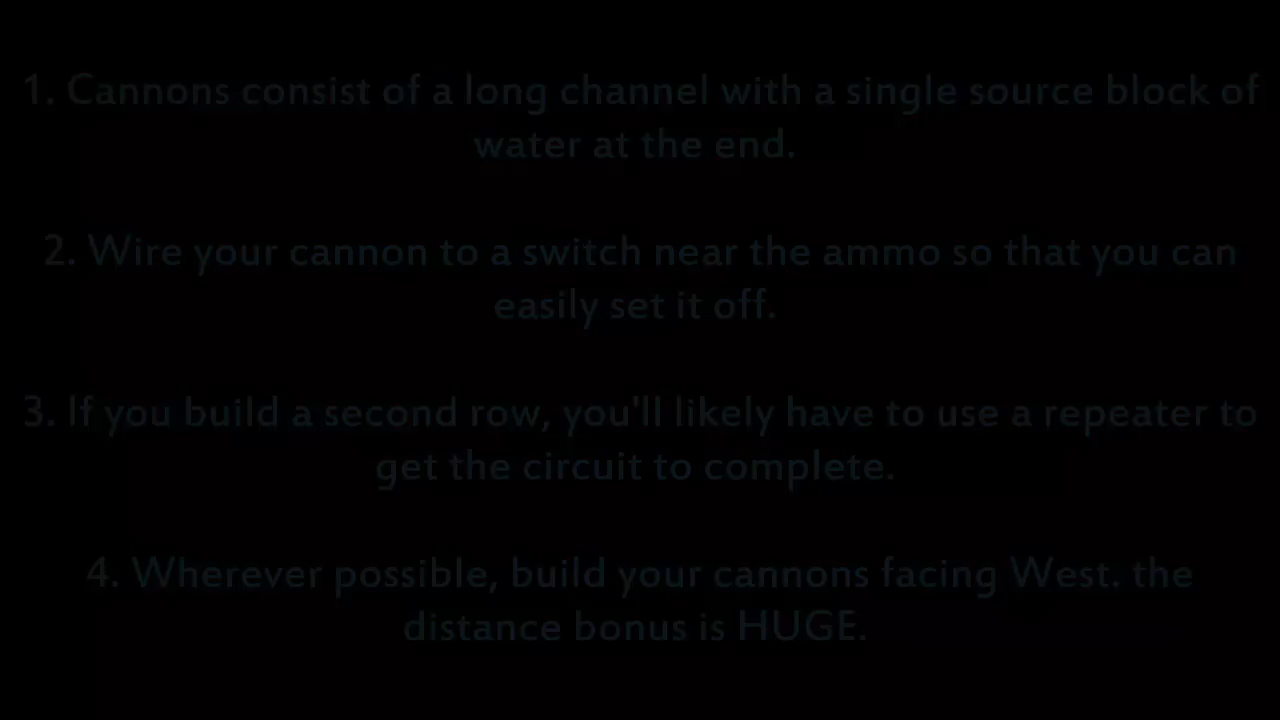 1. Cannons consist of a long channel with a single source block of
water at the end.
2. Wire your cannon to a switch near the ammo so that you can
easily set it off.
3. If you build a second row, you'll likely have to use a repeater to
get the circuit to complete.
4. Wherever possible, build your cannons facing West. the
distance bonus is HUGE.